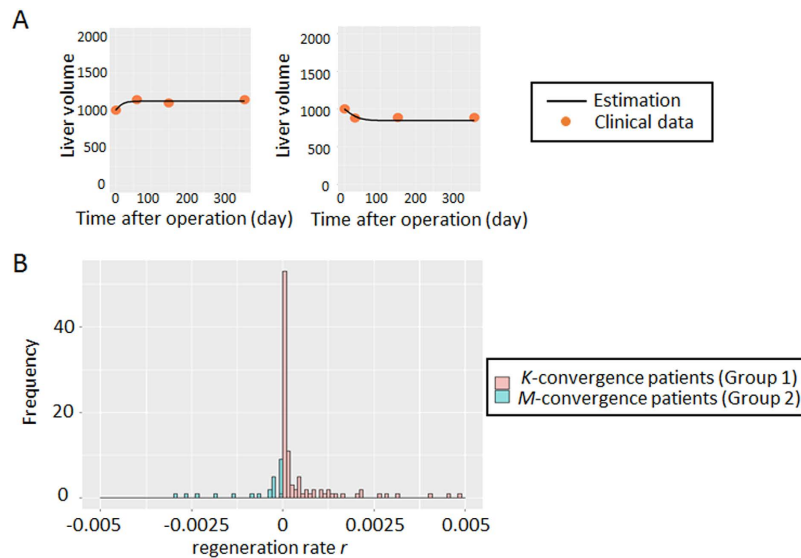 A
2000
1500
1000
500
0
Liver volume
0 100 200 300
Time after operation (day)
2000
1500
1000
500
0
Liver volume
0 100 200 300
Time after operation (day)
Estimation
Clinical data
B
40
20
0
Frequency
-0.005 -0.0025 0 0.0025 0.005
regeneration rate r
K-convergence patients (Group 1)
M-convergence patients (Group 2)